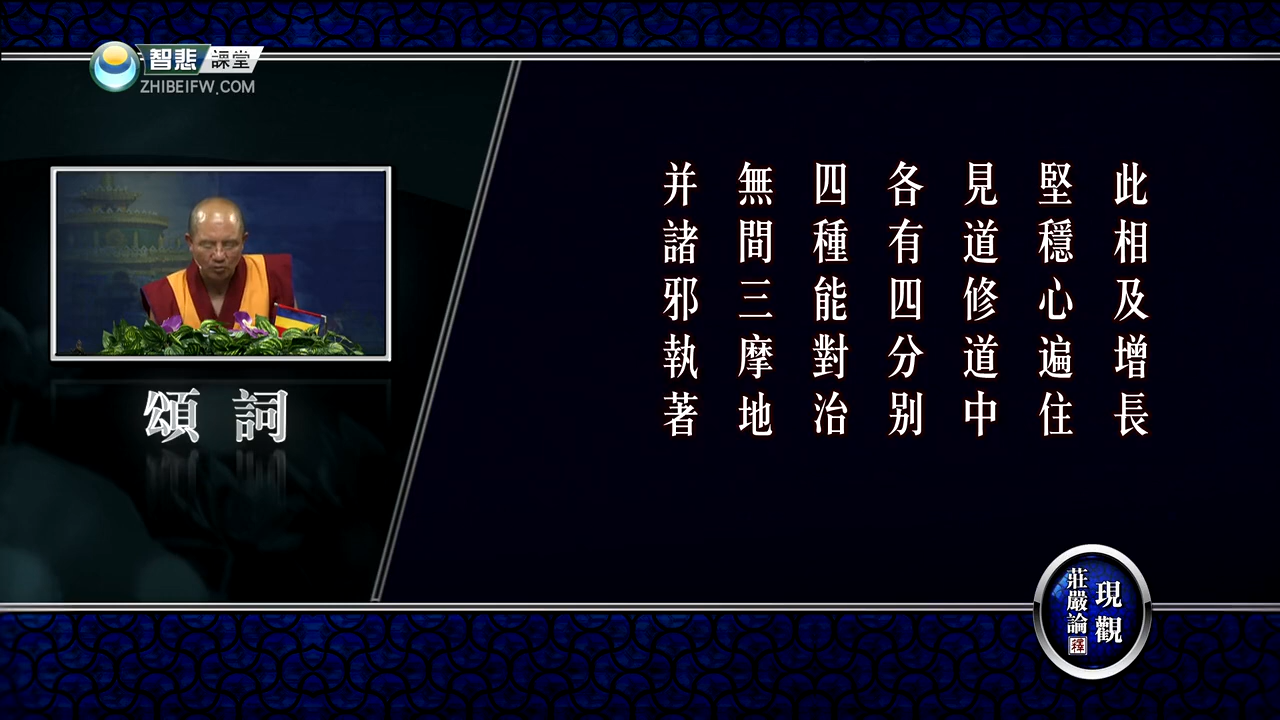 智悲課堂
ZHIBEIFW.COM
頌詞
此相及增長
堅穩心遍住
見道修道中
各有四分别
四種能對治
無間三摩地
并諸邪執著
現觀
莊嚴論釋